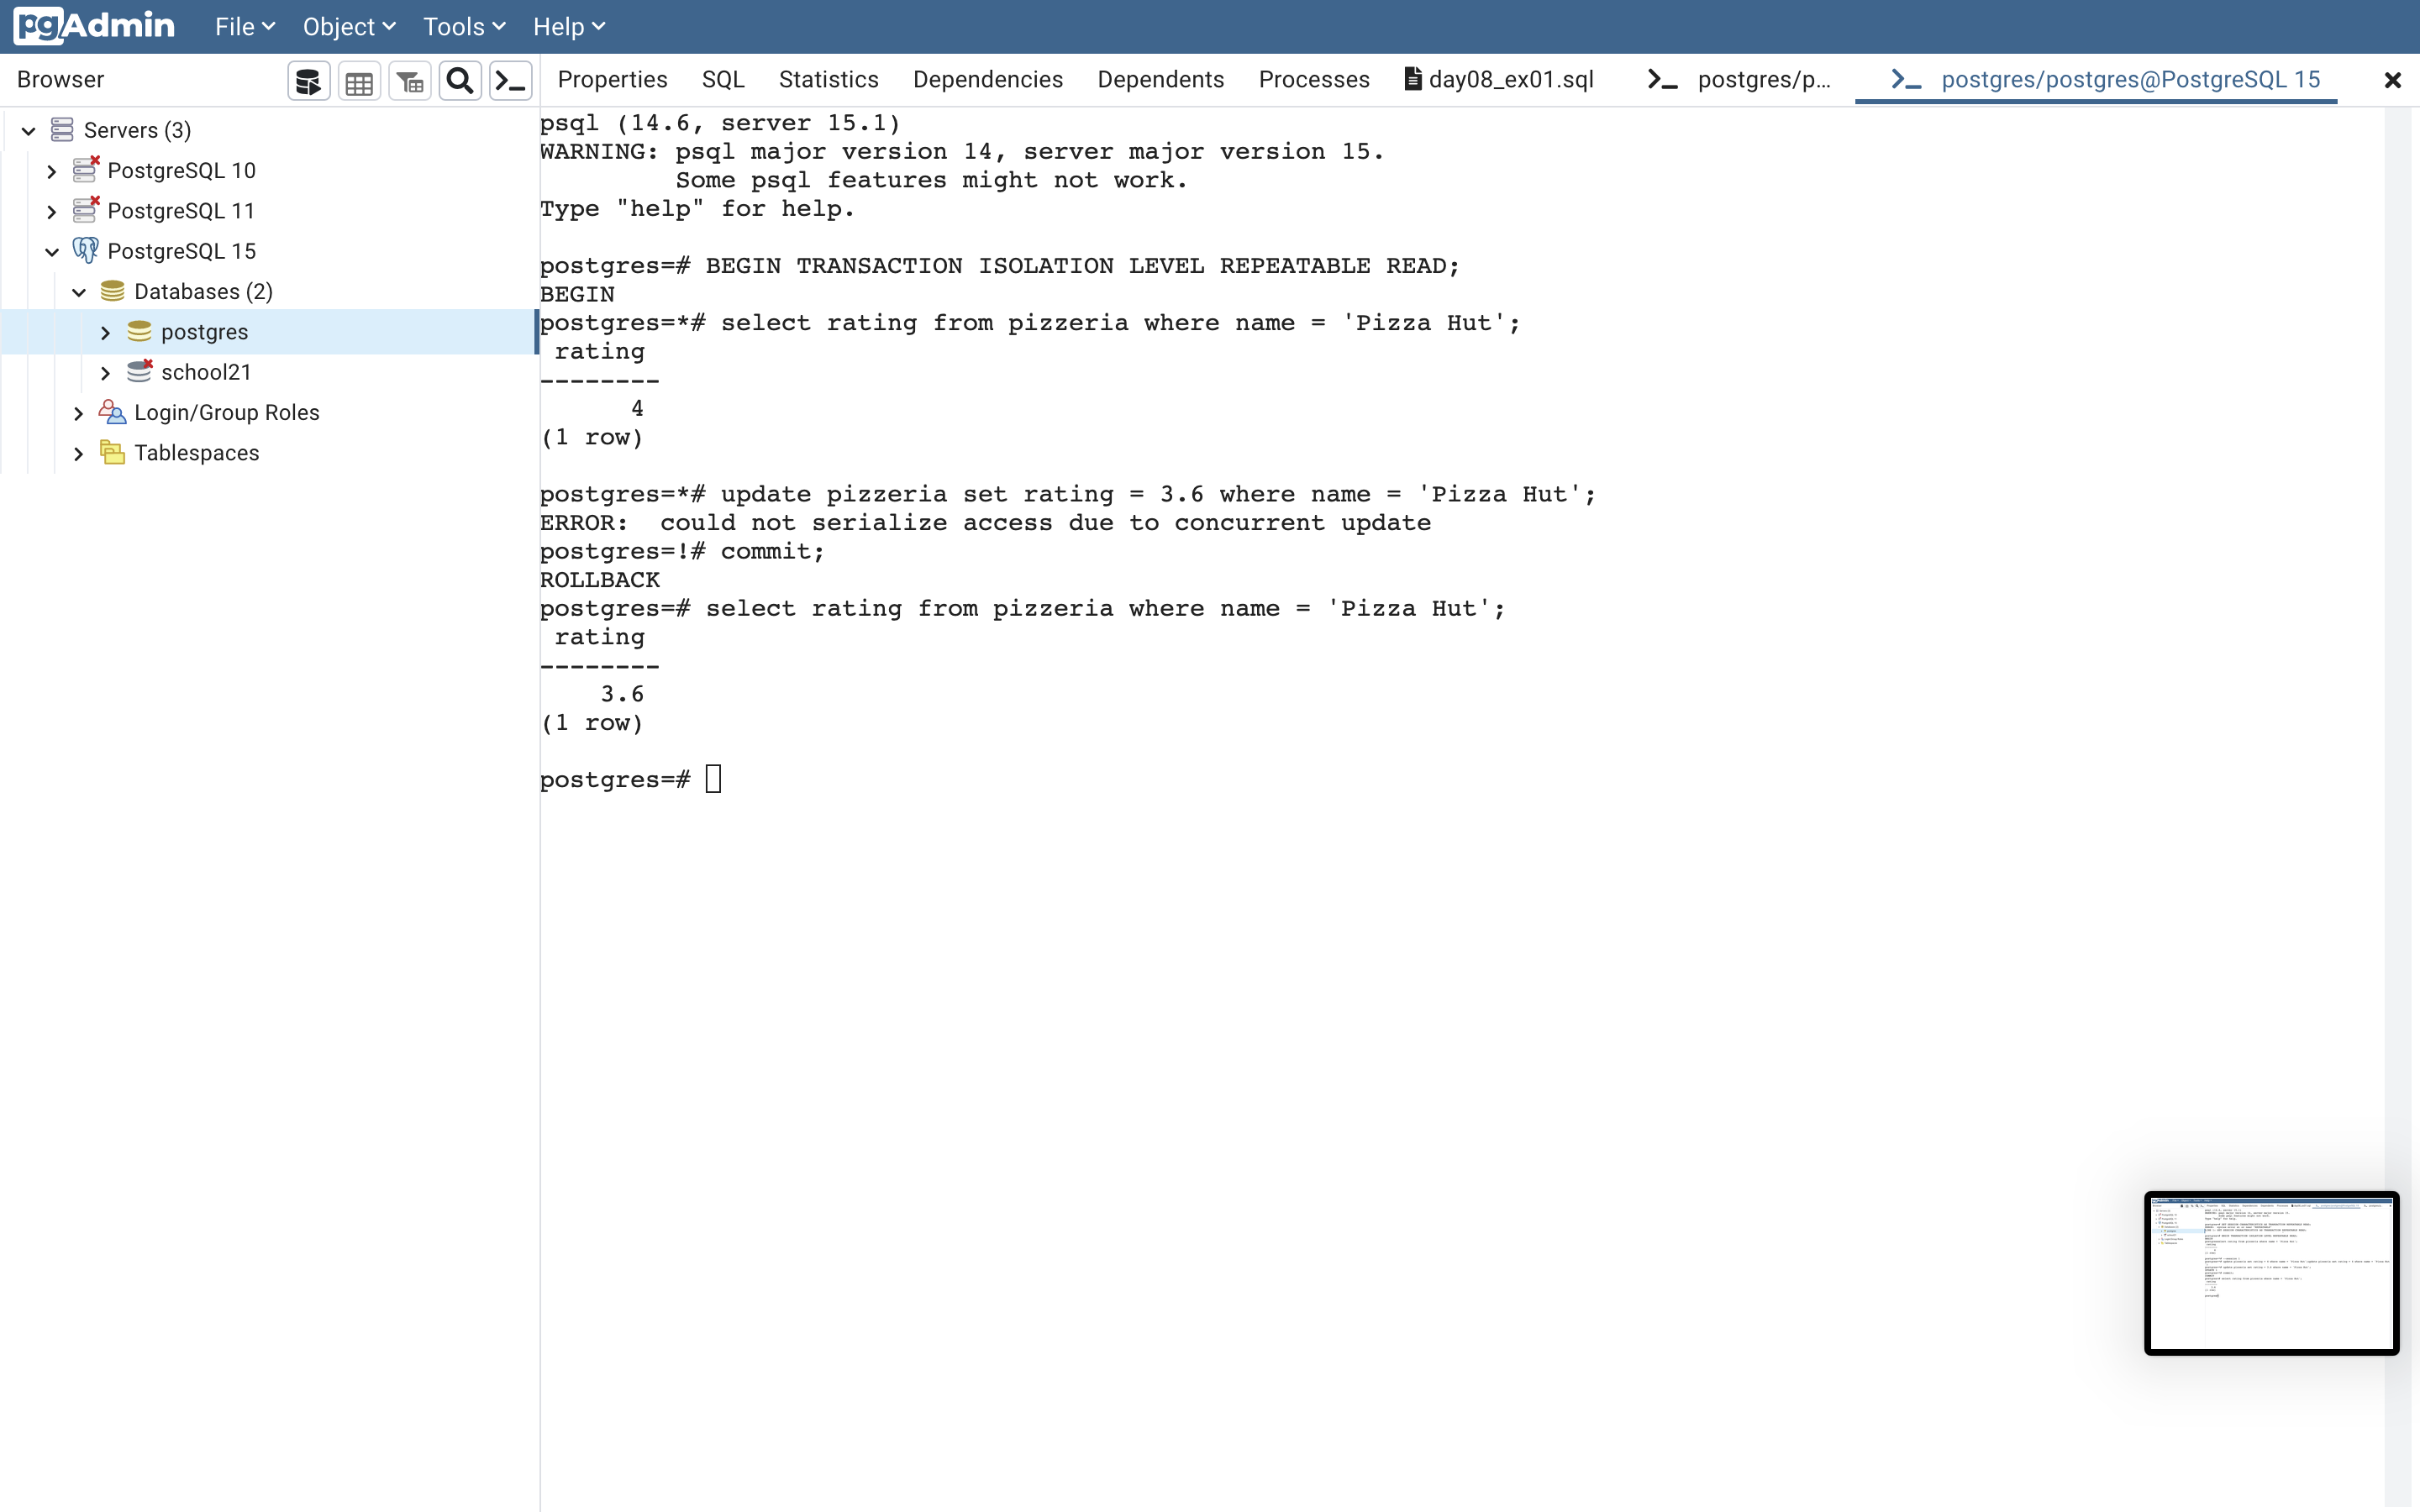 pgAdmin File Object Tools Help
Browser
Properties SQL Statistics Dependencies Dependents Processes day08_ex01.sql postgres/p... postgres/postgres@PostgreSQL 15
Servers (3)
PostgreSQL 10
PostgreSQL 11
PostgreSQL 15
Databases (2)
postgres
school21
Login/Group Roles
Tablespaces
psql (14.6, server 15.1)
WARNING: psql major version 14, server major version 15.
         Some psql features might not work.
Type "help" for help.

postgres=# BEGIN TRANSACTION ISOLATION LEVEL REPEATABLE READ;
BEGIN
postgres=*# select rating from pizzeria where name = 'Pizza Hut';
 rating
--------
      4
(1 row)

postgres=*# update pizzeria set rating = 3.6 where name = 'Pizza Hut';
ERROR:  could not serialize access due to concurrent update
postgres=!# commit;
ROLLBACK
postgres=# select rating from pizzeria where name = 'Pizza Hut';
 rating
--------
    3.6
(1 row)

postgres=#